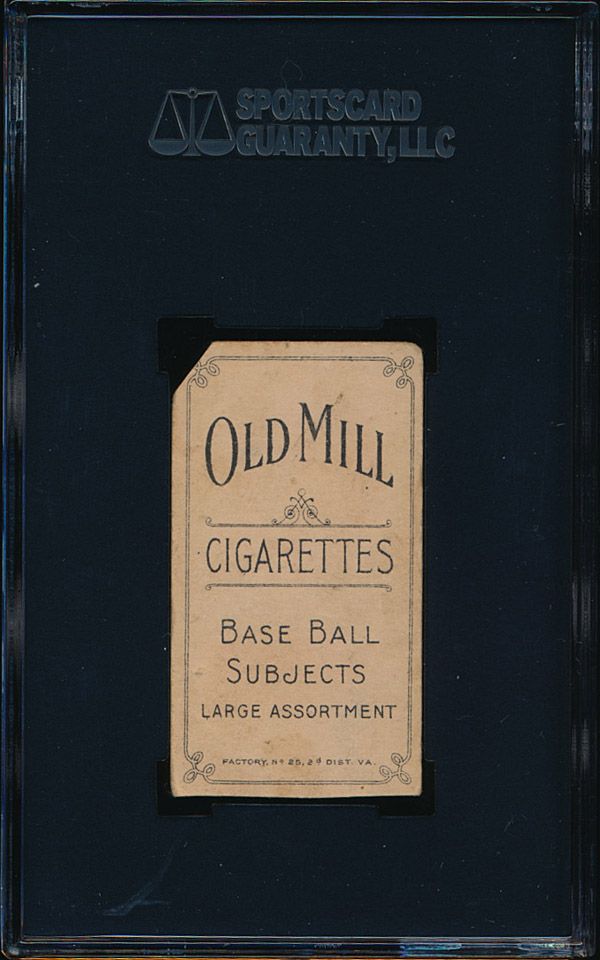 SPORTSCARD
GUARANTY, LLC
OLD MILL
CIGARETTES
BASE BALL
SUBJECTS
LARGE ASSORTMENT
FACTORY, Nº 25, 2d DIST. VA.